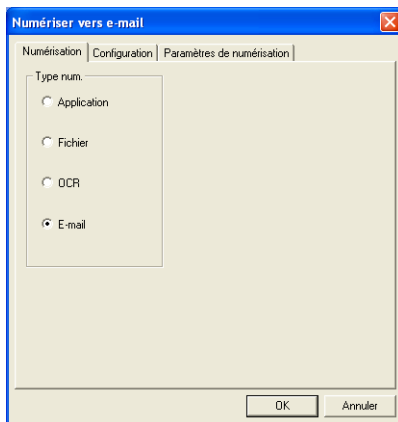 Numériser vers e-mail
Numérisation Configuration Paramètres de numérisation
Type num.
Application
Fichier
OCR
E-mail
OK Annuler